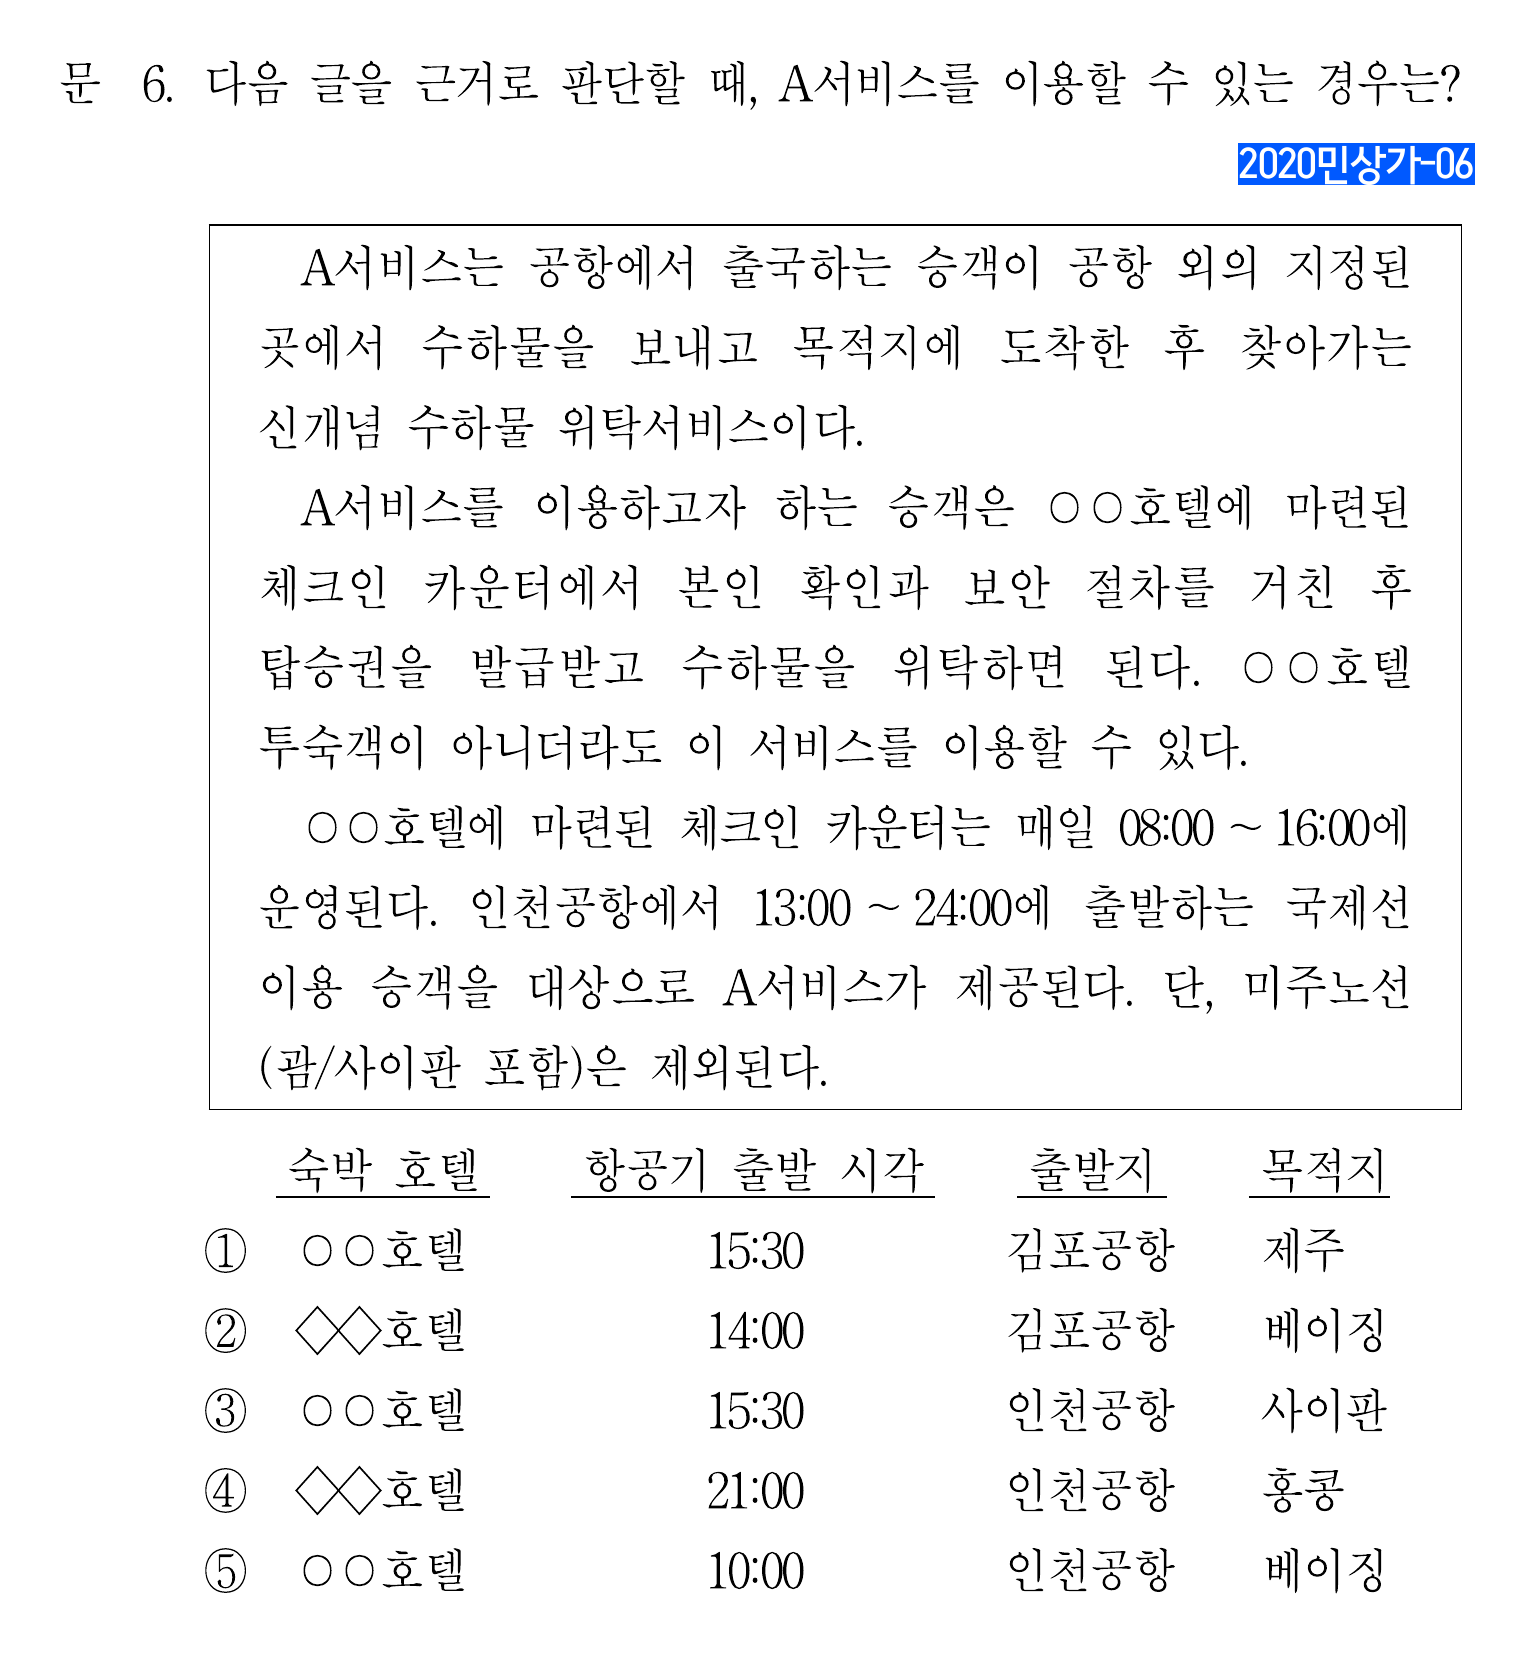 문 6. 다음 글을 근거로 판단할 때, A서비스를 이용할 수 있는 경우는?
2020민상가-06
A서비스는 공항에서 출국하는 승객이 공항 외의 지정된
곳에서 수하물을 보내고 목적지에 도착한 후 찾아가는
신개념 수하물 위탁서비스이다.
A서비스를 이용하고자 하는 승객은 ○○호텔에 마련된
체크인 카운터에서 본인 확인과 보안 절차를 거친 후
탑승권을 발급받고 수하물을 위탁하면 된다. ○○호텔
투숙객이 아니더라도 이 서비스를 이용할 수 있다.
○○호텔에 마련된 체크인 카운터는 매일 08:00 ~ 16:00에
운영된다. 인천공항에서 13:00 ~ 24:00에 출발하는 국제선
이용 승객을 대상으로 A서비스가 제공된다. 단, 미주노선
(괌/사이판 포함)은 제외된다.
숙박 호텔 항공기 출발 시각 출발지 목적지
① ○○호텔 15:30 김포공항 제주
② ◇◇호텔 14:00 김포공항 베이징
③ ○○호텔 15:30 인천공항 사이판
④ ◇◇호텔 21:00 인천공항 홍콩
⑤ ○○호텔 10:00 인천공항 베이징